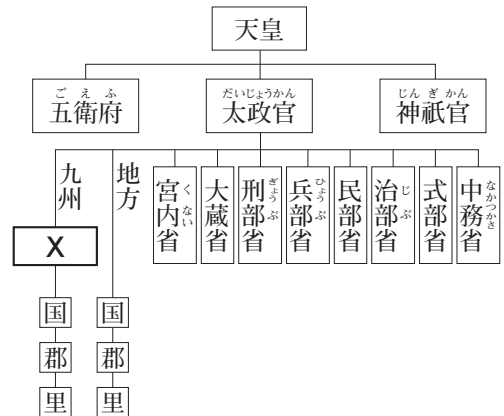 天皇
ごえふ
五衛府
だいじょうかん
太政官
じんぎかん
神祇官
九州
地方
宮内省
くない
大蔵省
刑部省
ぎょうぶ
兵部省
ひょうぶ
民部省
治部省
じぶ
式部省
中務省
なかつかさ
X
国
国
郡
郡
里
里